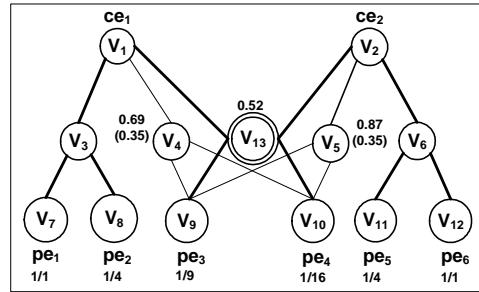 ce1 ce2
V1 V2
0.52
0.69 0.87
(0.35) (0.35)
V3 V4 V13 V5 V6
V7 V8 V9 V10 V11 V12
pe1 pe2 pe3 pe4 pe5 pe6
1/1 1/4 1/9 1/16 1/4 1/1